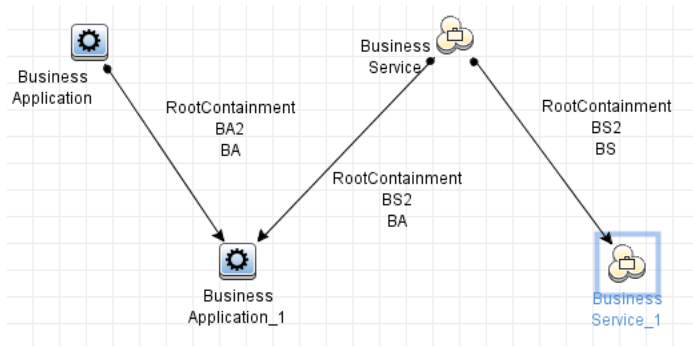 Business
Application
Business
Service
RootContainment
BA2
BA
RootContainment
BS2
BS
RootContainment
BS2
BA
Business
Application_1
Business
Service_1